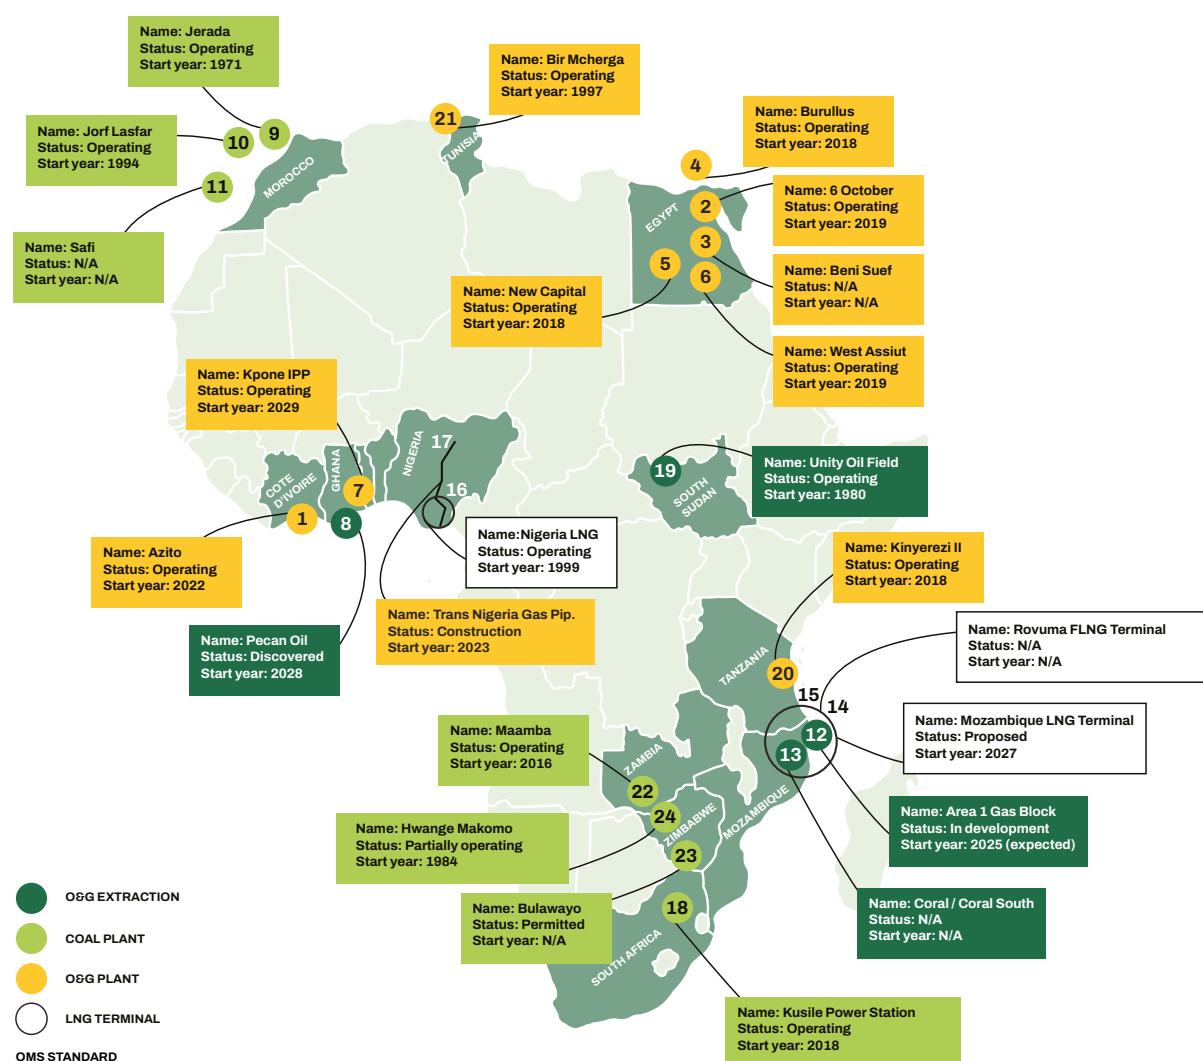 Name: Jerada
Status: Operating
Start year: 1971
Name: Bir Mcherga
Status: Operating
Start year: 1997
Name: Jorf Lasfar
Status: Operating
Start year: 1994
Name: Burullus
Status: Operating
Start year: 2018
21
9
10
11
MOROCCO
TUNISIA
4
Name: 6 October
Status: Operating
Start year: 2019
2
EGYPT
3
5
6
Name: Safi
Status: N/A
Start year: N/A
Name: Beni Suef
Status: N/A
Start year: N/A
Name: New Capital
Status: Operating
Start year: 2018
Name: West Assiut
Status: Operating
Start year: 2019
Name: Kpone IPP
Status: Operating
Start year: 2029
17
NIGERIA
GHANA
COTE
D'IVOIRE
16
7
1
8
19
SOUTH
SUDAN
Name: Unity Oil Field
Status: Operating
Start year: 1980
Name:Nigeria LNG
Status: Operating
Start year: 1999
Name: Azito
Status: Operating
Start year: 2022
Name: Kinyerezi II
Status: Operating
Start year: 2018
Name: Trans Nigeria Gas Pip.
Status: Construction
Start year: 2023
Name: Pecan Oil
Status: Discovered
Start year: 2028
Name: Rovuma FLNG Terminal
Status: N/A
Start year: N/A
TANZANIA
20
15
14
12
13
Name: Mozambique LNG Terminal
Status: Proposed
Start year: 2027
Name: Maamba
Status: Operating
Start year: 2016
ZAMBIA
22
24
ZIMBABWE
MOZAMBIQUE
23
Name: Area 1 Gas Block
Status: In development
Start year: 2025 (expected)
Name: Hwange Makomo
Status: Partially operating
Start year: 1984
Name: Bulawayo
Status: Permitted
Start year: N/A
18
SOUTH AFRICA
Name: Coral / Coral South
Status: N/A
Start year: N/A
Name: Kusile Power Station
Status: Operating
Start year: 2018
O&G EXTRACTION
COAL PLANT
O&G PLANT
LNG TERMINAL
OMS STANDARD